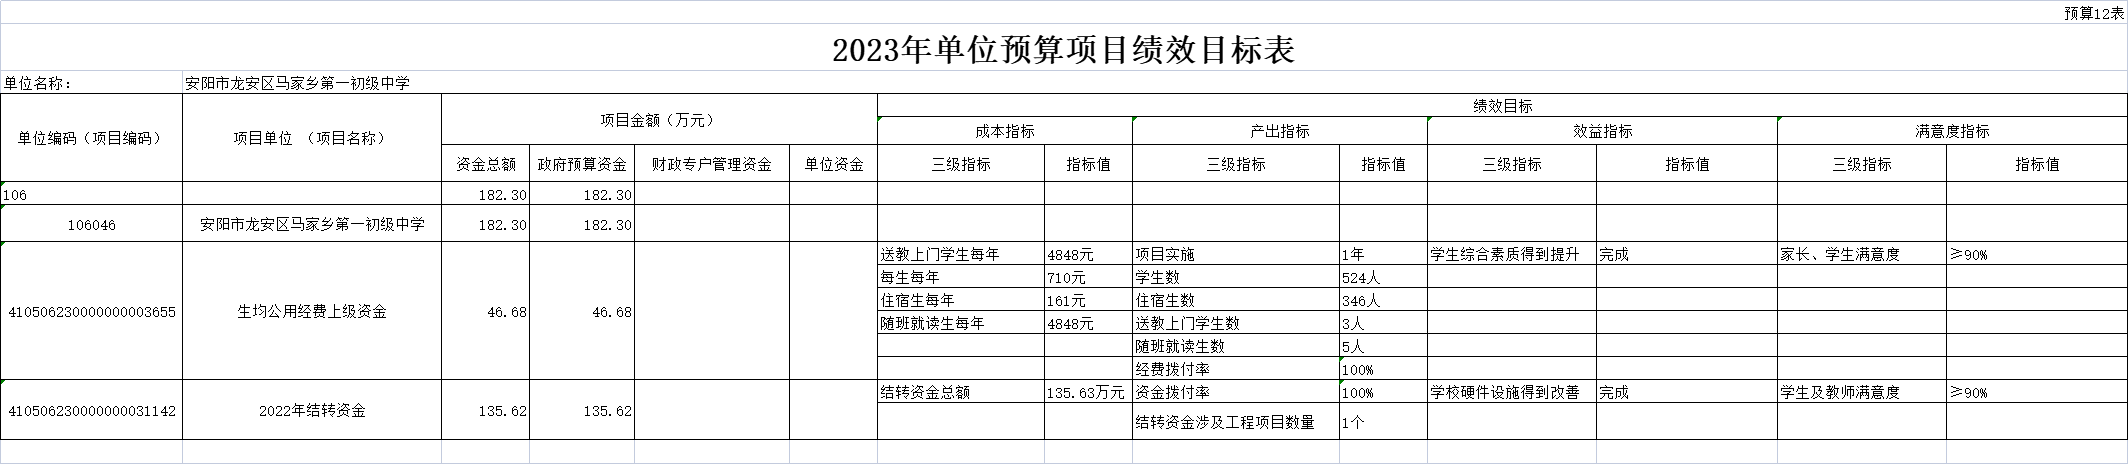 预算12表
2023年单位预算项目绩效目标表
单位名称： 安阳市龙安区马家乡第一初级中学
单位编码（项目编码） 项目单位 （项目名称） 项目金额（万元） 绩效目标
成本指标 产出指标 效益指标 满意度指标
资金总额 政府预算资金 财政专户管理资金 单位资金 三级指标 指标值 三级指标 指标值 三级指标 指标值 三级指标 指标值
106 182.30 182.30
106046 安阳市龙安区马家乡第一初级中学 182.30 182.30
410506230000000003655 生均公用经费上级资金 46.68 46.68 送教上门学生每年 4848元 项目实施 1年 学生综合素质得到提升 完成 家长、学生满意度 ≥90%
每生每年 710元 学生数 524人
住宿生每年 161元 住宿生数 346人
随班就读生每年 4848元 送教上门学生数 3人
随班就读生数 5人
经费拨付率 100%
410506230000000031142 2022年结转资金 135.62 135.62 结转资金总额 135.63万元 资金拨付率 100% 学校硬件设施得到改善 完成 学生及教师满意度 ≥90%
结转资金涉及工程项目数量 1个